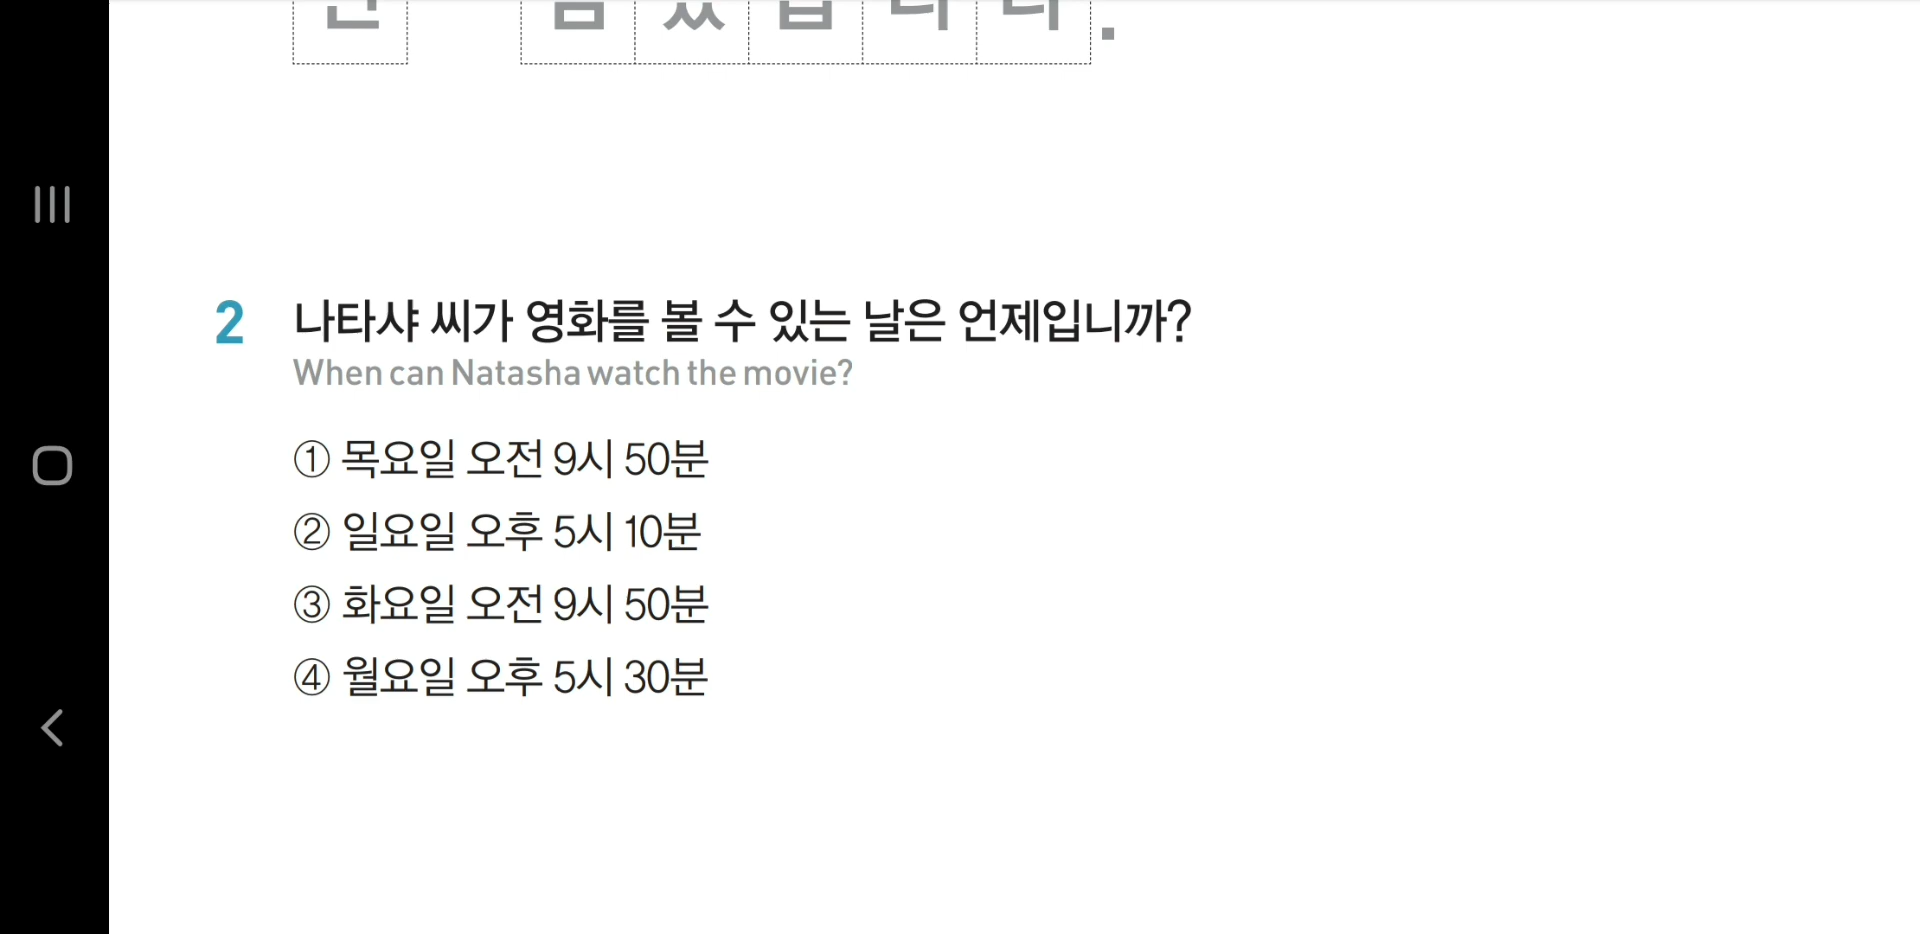 2 나타샤 씨가 영화를 볼 수 있는 날은 언제입니까?
When can Natasha watch the movie?
① 목요일 오전 9시 50분
② 일요일 오후 5시 10분
③ 화요일 오전 9시 50분
④ 월요일 오후 5시 30분